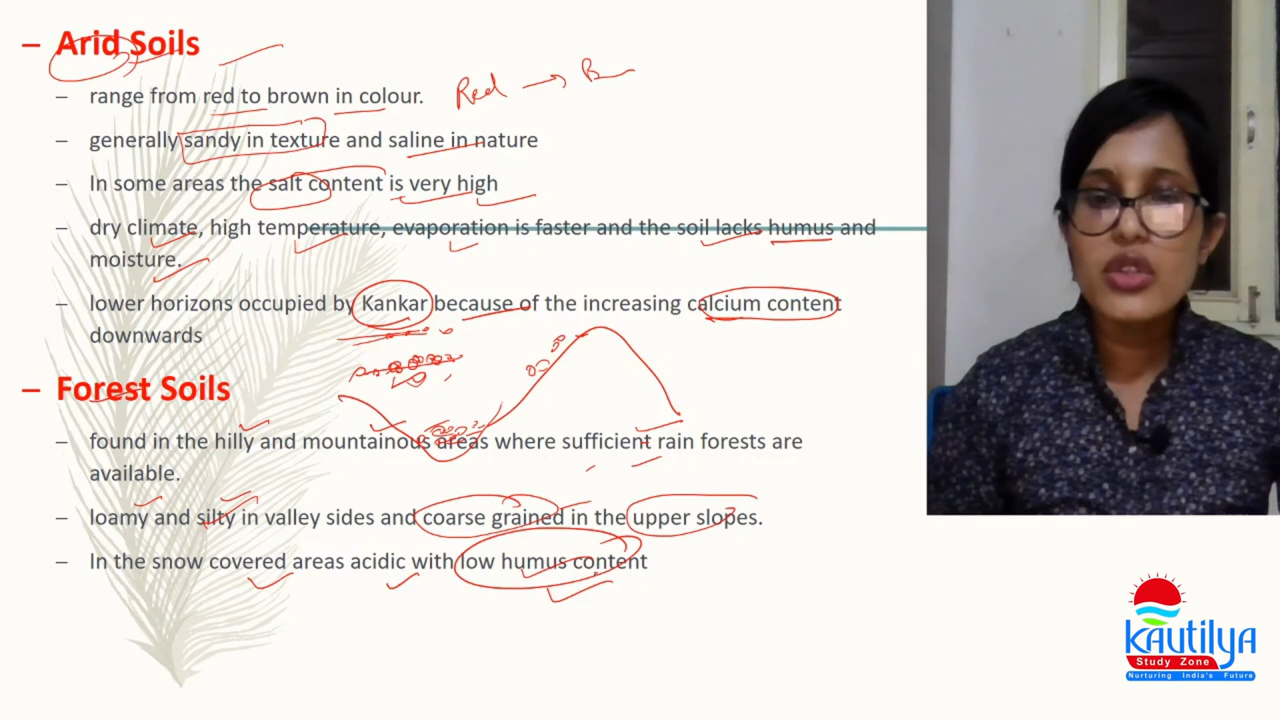 – Arid Soils
– range from red to brown in colour.
Red → B
– generally sandy in texture and saline in nature
– In some areas the salt content is very high
– dry climate, high temperature, evaporation is faster and the soil lacks humus and
moisture.
– lower horizons occupied by Kankar because of the increasing calcium content
downwards
– Forest Soils
– found in the hilly and mountainous areas where sufficient rain forests are
available.
– loamy and silty in valley sides and coarse grained in the upper slopes.
– In the snow covered areas acidic with low humus content
kautilya
Study Zone
Nurturing India's Future